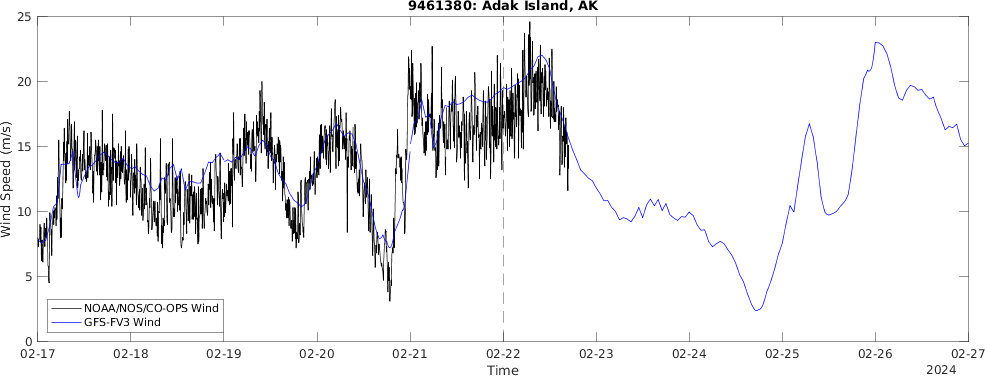 9461380: Adak Island, AK
25
20
15
10
5
0
Wind Speed (m/s)
NOAA/NOS/CO-OPS Wind
GFS-FV3 Wind
02-17 02-18 02-19 02-20 02-21 02-22 02-23 02-24 02-25 02-26 02-27
Time
2024